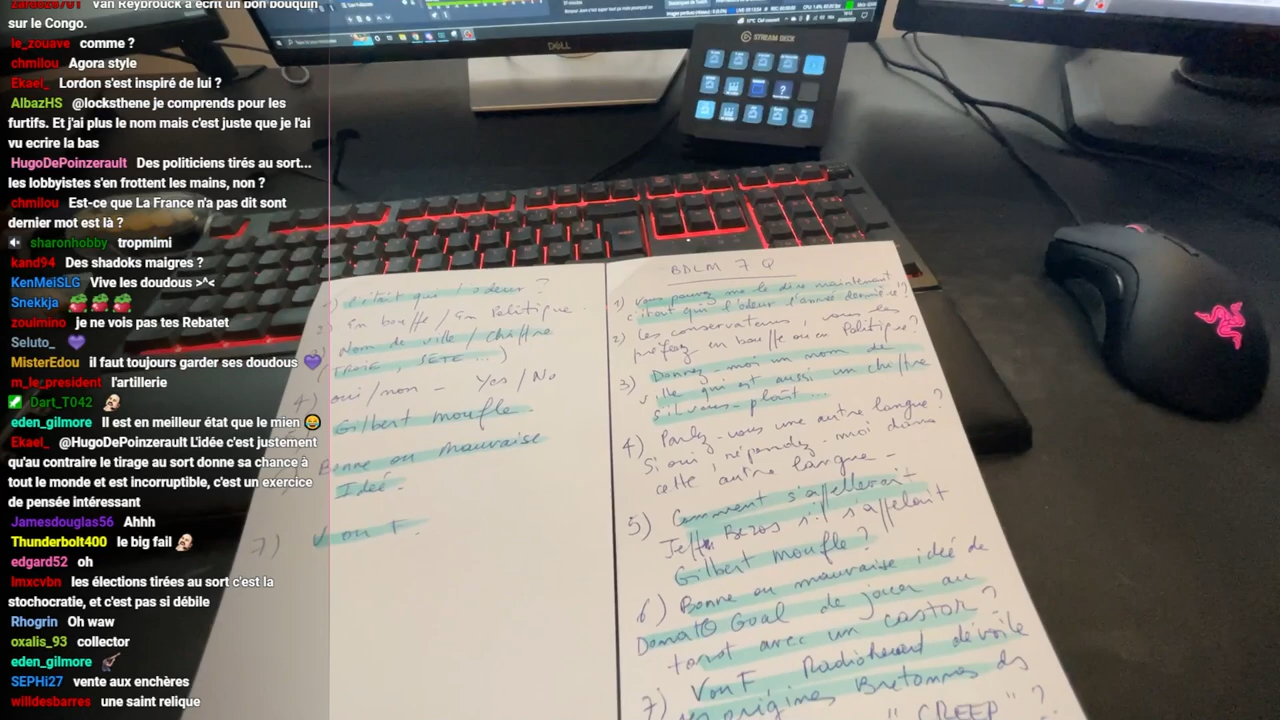 Van Reybrouck a écrit un bon bouquin
sur le Congo.
le_zouave comme ?
chmilou Agora style
Ekael_ Lordon s'est inspiré de lui ?
AlbazHS @locksthene je comprends pour les
furtifs. Et j'ai plus le nom mais c'est juste que je l'ai
vu ecrire la bas
HugoDePoinzerault Des politiciens tirés au sort...
les lobbyistes s'en frottent les mains, non ?
chmilou Est-ce que La France n'a pas dit sont
dernier mot est là ?
sharonhobby tropmimi
kand94 Des shadoks maigres ?
KenMeiSLG Vive les doudous >^<
Snekkja
zoulmino je ne vois pas tes Rebatet
Seluto_ 💜
MisterEdou il faut toujours garder ses doudous 💜
m_le_president l'artillerie
Dart_T042
eden_gilmore Il est en meilleur état que le mien 😅
Ekael_ @HugoDePoinzerault L'idée c'est justement
qu'au contraire le tirage au sort donne sa chance à
tout le monde et est incorruptible, c'est un exercice
de pensée intéressant
Jamesdouglas56 Ahhh
Thunderbolt400 le big fail
edgard52 oh
lmxcvbn les élections tirées au sort c'est la
stochocratie, et c'est pas si débile
Rhogrin Oh waw
oxalis_93 collector
eden_gilmore
SEPHi27 vente aux enchères
willdesbarres une saint relique
DELL
STREAM DECK
1) C'était qui l'odeur ?
2) En bouffe / En Politique
3) Nom de ville / chiffre
(TROIE, SETE ...)
4) oui/non - Yes/No
Gilbert Moufle.
Bonne ou mauvaise
Idée.
7) Von F.
BDLM 7 Q
1) Vous pouvez me le dire maintenant
c'était qui l'odeur l'année dernière ?
2) Les conservateurs, vous les
préférez en bouffe ou en Politique ?
3) Donnez-moi un nom de
ville qui est aussi un chiffre
s'il vous-plaît...
4) Parlez-vous une autre langue ?
Si oui, répondez-moi dans
cette autre langue -
5) Comment s'appellerait
Jeff Bezos s'il s'appelait
Gilbert Moufle ?
6) Bonne ou mauvaise idée de
Donato Goal de jouer au
tarot avec un castor ?
7) Von F. Radiohead dévoile
les origines Bretonnes de
"CREEP" ?